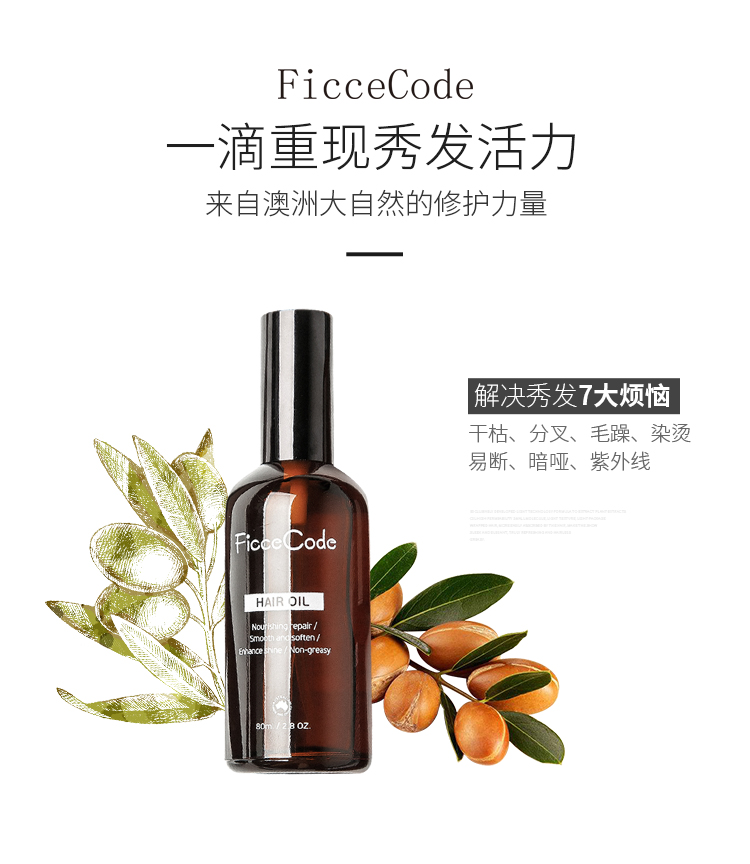 FicceCode
一滴重现秀发活力
来自澳洲大自然的修护力量
解决秀发7大烦恼
干枯、分叉、毛躁、染烫
易断、暗哑、紫外线
FicceCode
HAIR OIL
Nourishing repair /
Smooth and soften /
Enhance shine / Non-greasy
80m. / 2.8 OZ.